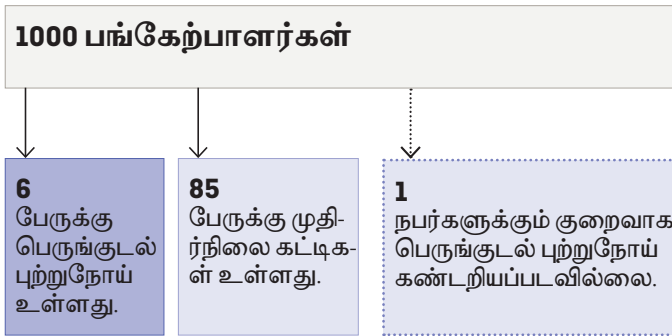 1000 பங்கேற்பாளர்கள்
6
பேருக்கு
பெருங்குடல்
புற்றுநோய்
உள்ளது.
85
பேருக்கு முதி-
ர்நிலை கட்டிக-
ள் உள்ளது.
1
நபர்களுக்கும் குறைவாக
பெருங்குடல் புற்றுநோய்
கண்டறியப்படவில்லை.